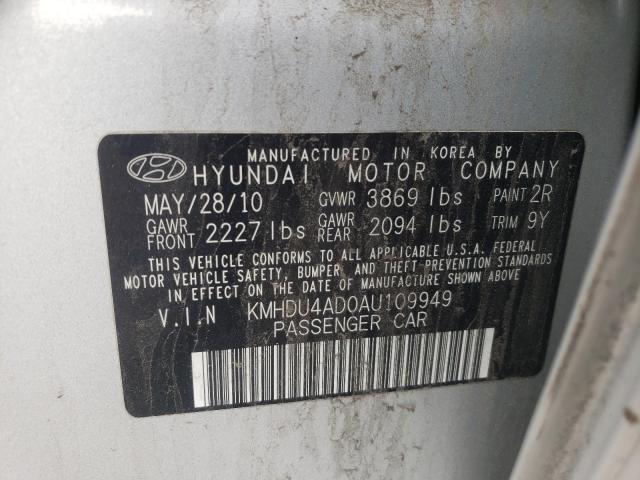 MANUFACTURED IN KOREA BY
HYUNDAI MOTOR COMPANY
MAY/28/10 GVWR 3869 lbs PAINT 2R
GAWR FRONT 2227 lbs GAWR REAR 2094 lbs TRIM 9Y
THIS VEHICLE CONFORMS TO ALL APPLICABLE U.S.A. FEDERAL
MOTOR VEHICLE SAFETY, BUMPER, AND THEFT PREVENTION STANDARDS
IN EFFECT ON THE DATE OF MANUFACTURE SHOWN ABOVE
V.I.N KMHDU4AD0AU109949
PASSENGER CAR